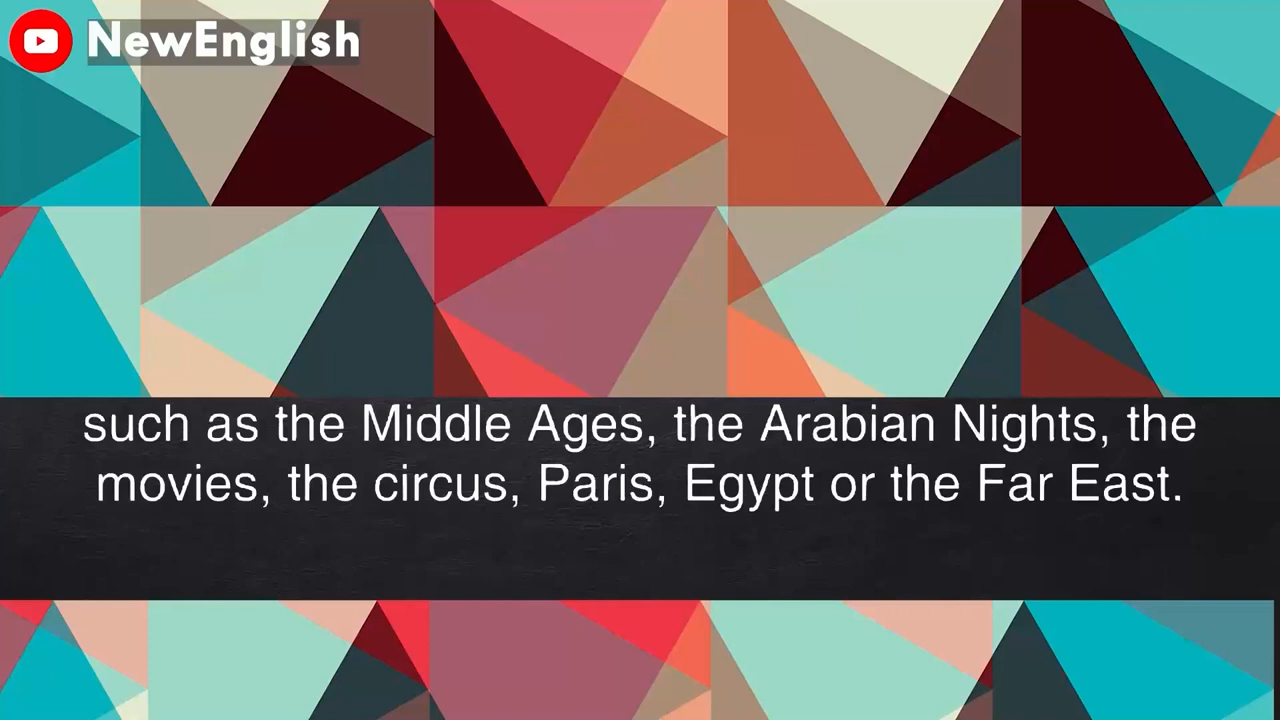 NewEnglish
such as the Middle Ages, the Arabian Nights, the
movies, the circus, Paris, Egypt or the Far East.